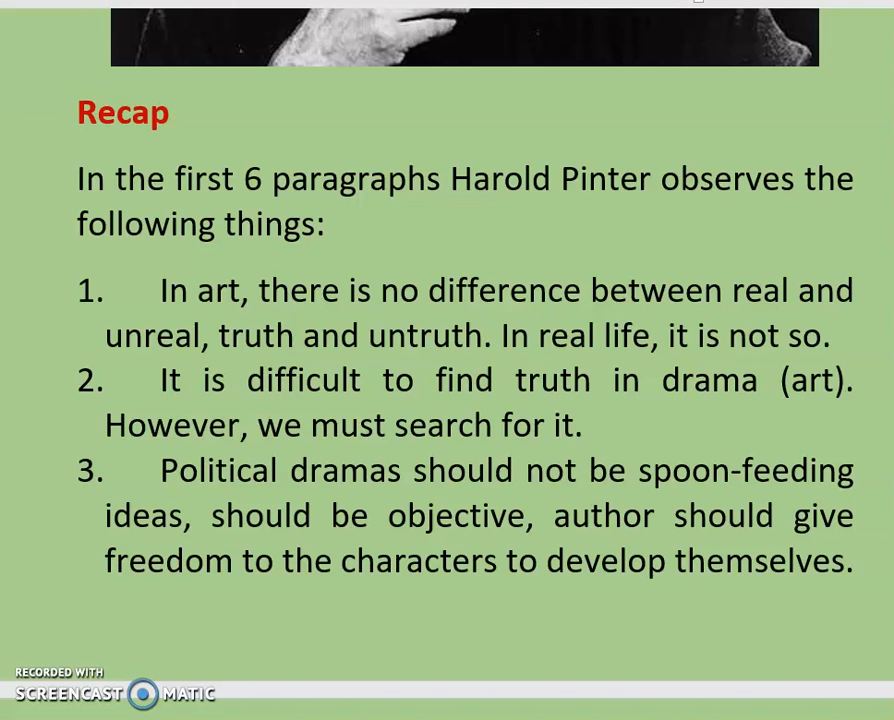 Recap
In the first 6 paragraphs Harold Pinter observes the
following things:
1. In art, there is no difference between real and
unreal, truth and untruth. In real life, it is not so.
2. It is difficult to find truth in drama (art).
However, we must search for it.
3. Political dramas should not be spoon-feeding
ideas, should be objective, author should give
freedom to the characters to develop themselves.
RECORDED WITH
SCREENCAST MATIC